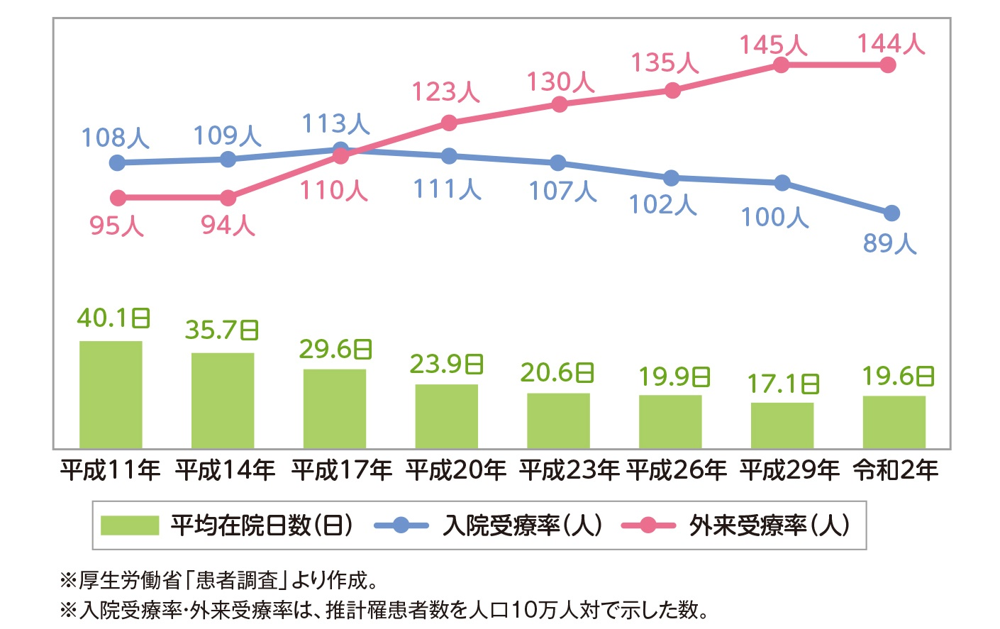 144人
145人
135人
130人
123人
113人
109人
108人
110人
111人
107人
102人
100人
89人
95人
94人
40.1日
35.7日
29.6日
23.9日
20.6日
19.9日
17.1日
19.6日
平成11年 平成14年 平成17年 平成20年 平成23年 平成26年 平成29年 令和2年
平均在院日数(日) 入院受療率(人) 外来受療率(人)
※厚生労働省「患者調査」より作成。
※入院受療率・外来受療率は、推計罹患者数を人口10万人対で示した数。